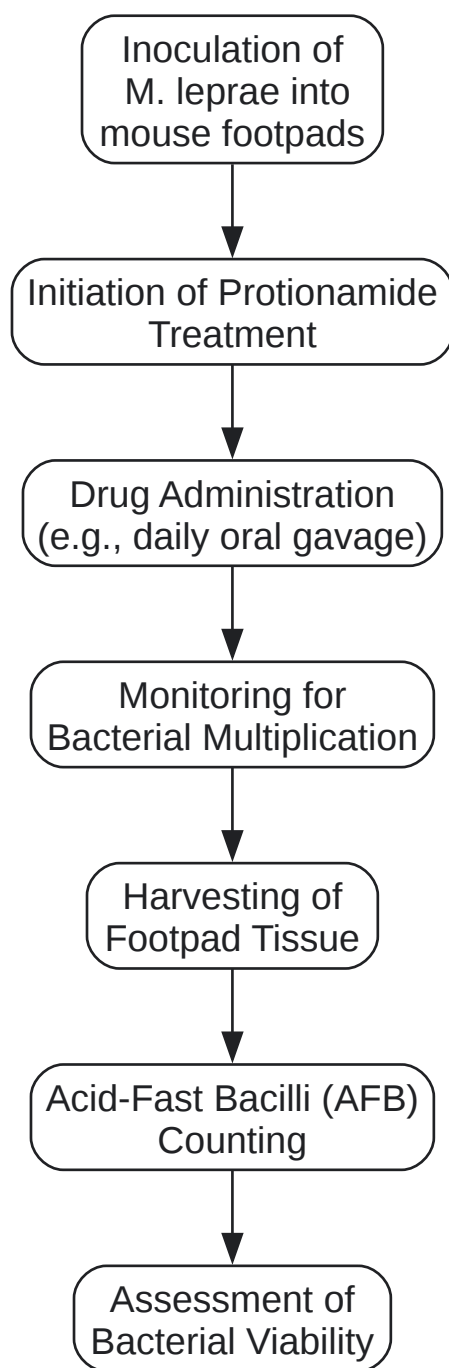 Inoculation of
M. leprae into
mouse footpads
Initiation of Protionamide
Treatment
Drug Administration
(e.g., daily oral gavage)
Monitoring for
Bacterial Multiplication
Harvesting of
Footpad Tissue
Acid-Fast Bacilli (AFB)
Counting
Assessment of
Bacterial Viability